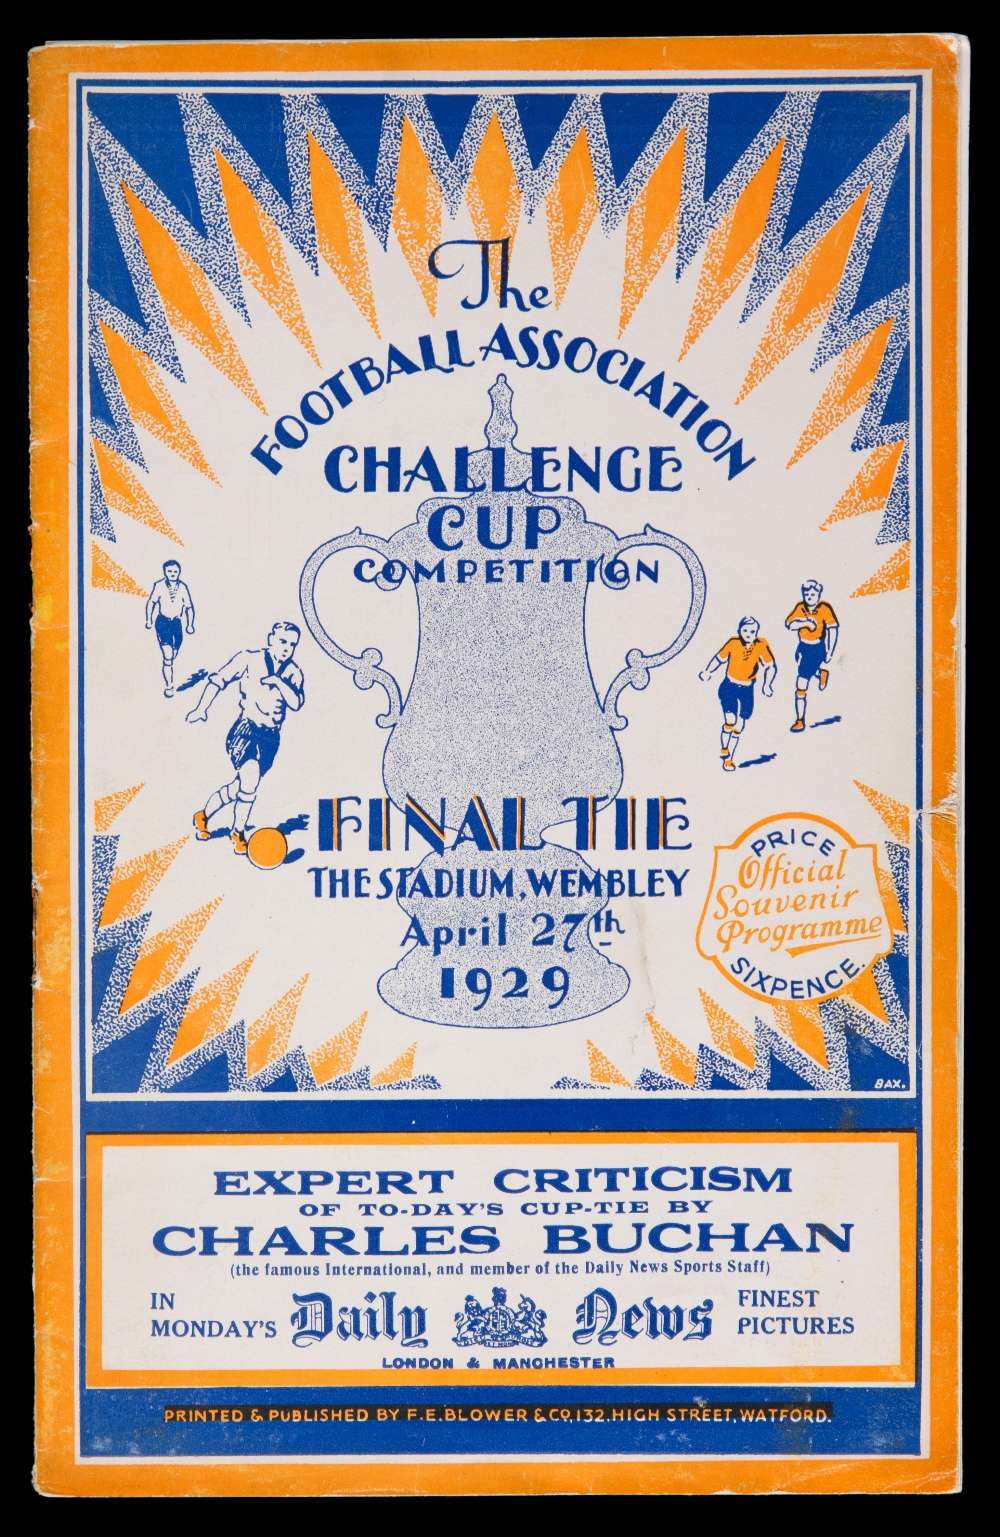 The
FOOTBALL ASSOCIATION
CHALLENGE
CUP
COMPETITION
FINAL TIE
THE STADIUM, WEMBLEY
April 27th
1929
PRICE
Official
Souvenir
Programme
SIXPENCE.
BAX.
EXPERT CRITICISM
OF TO-DAY'S CUP-TIE BY
CHARLES BUCHAN
(the famous International, and member of the Daily News Sports Staff)
IN MONDAY'S
Daily News
FINEST PICTURES
LONDON & MANCHESTER
PRINTED & PUBLISHED BY F.E. BLOWER & CO, 132, HIGH STREET, WATFORD.